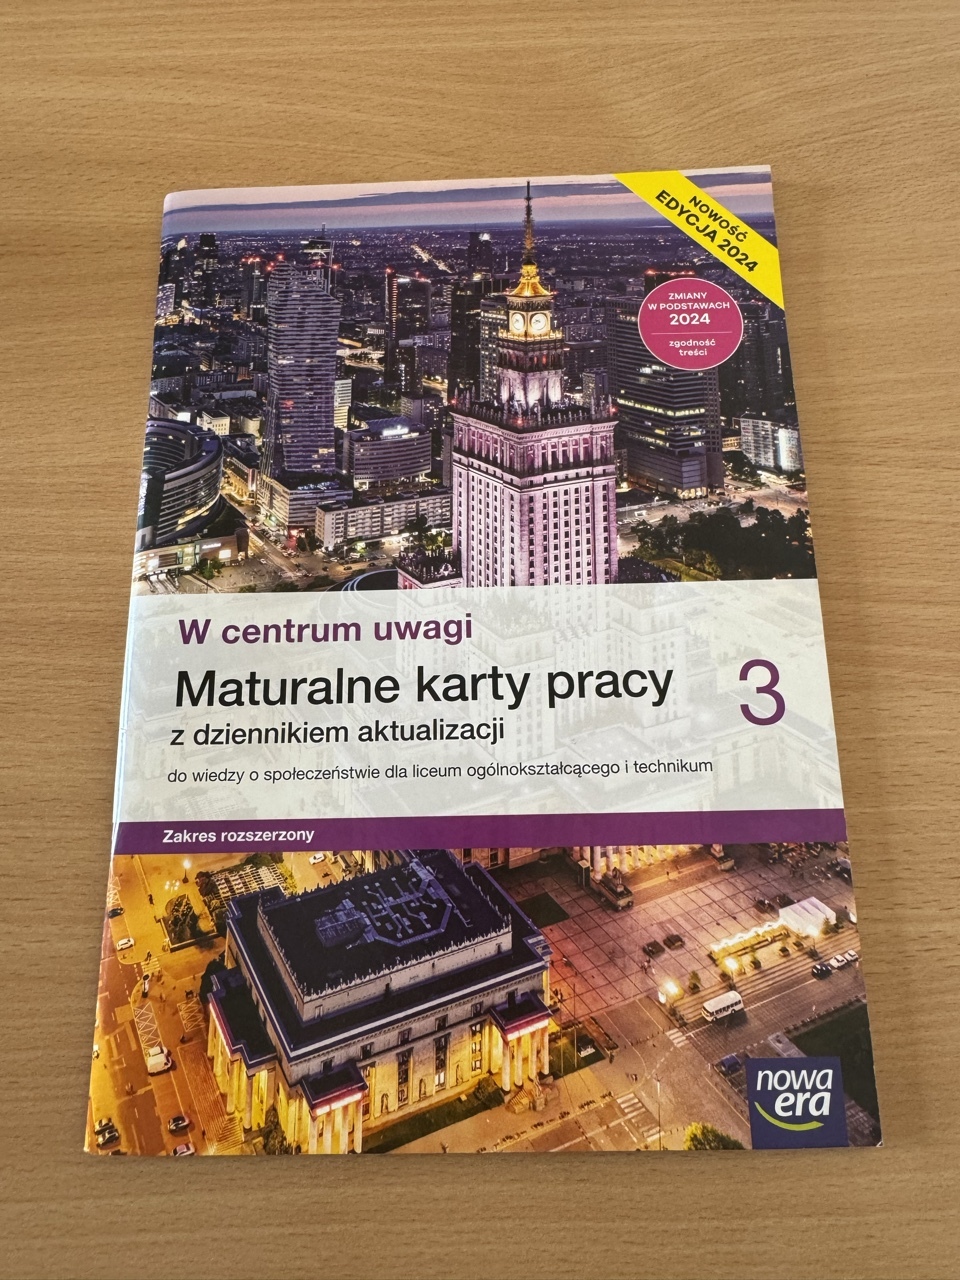 NOWOŚĆ
EDYCJA 2024
ZMIANY
W PODSTAWACH
2024
zgodność
treści
W centrum uwagi
Maturalne karty pracy 3
z dziennikiem aktualizacji
do wiedzy o społeczeństwie dla liceum ogólnokształcącego i technikum
Zakres rozszerzony
nowa
era